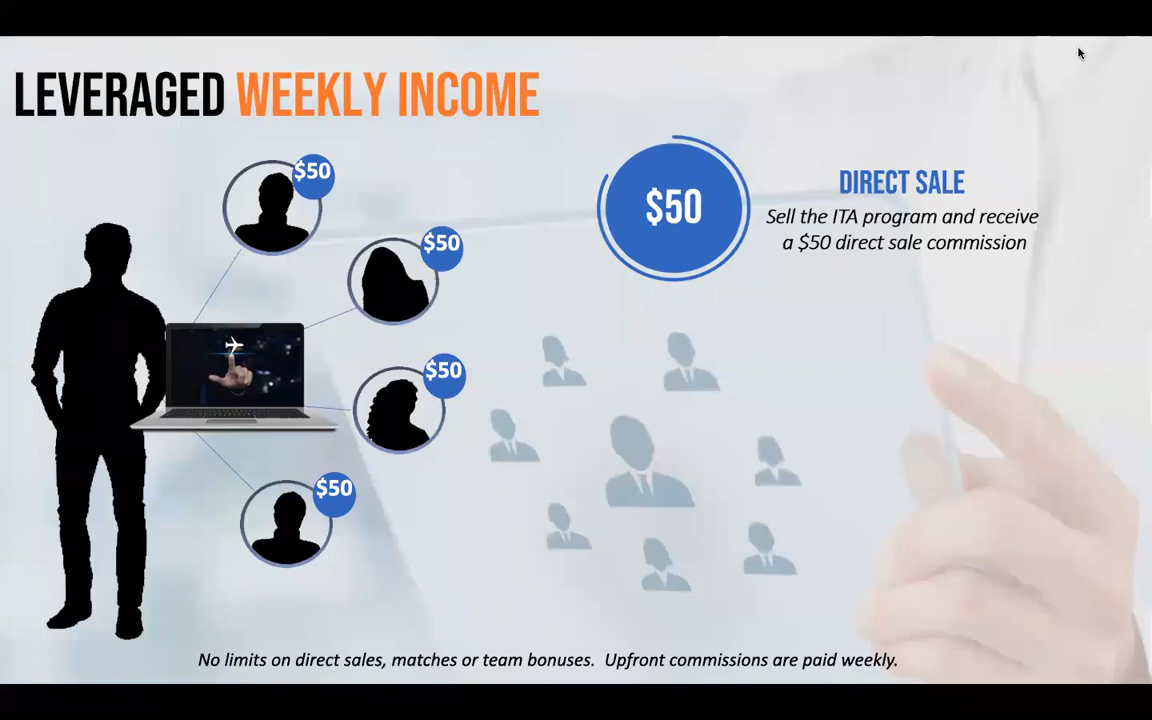 LEVERAGED WEEKLY INCOME
$50
$50
$50
$50
$50
DIRECT SALE
Sell the ITA program and receive
a $50 direct sale commission
No limits on direct sales, matches or team bonuses.  Upfront commissions are paid weekly.